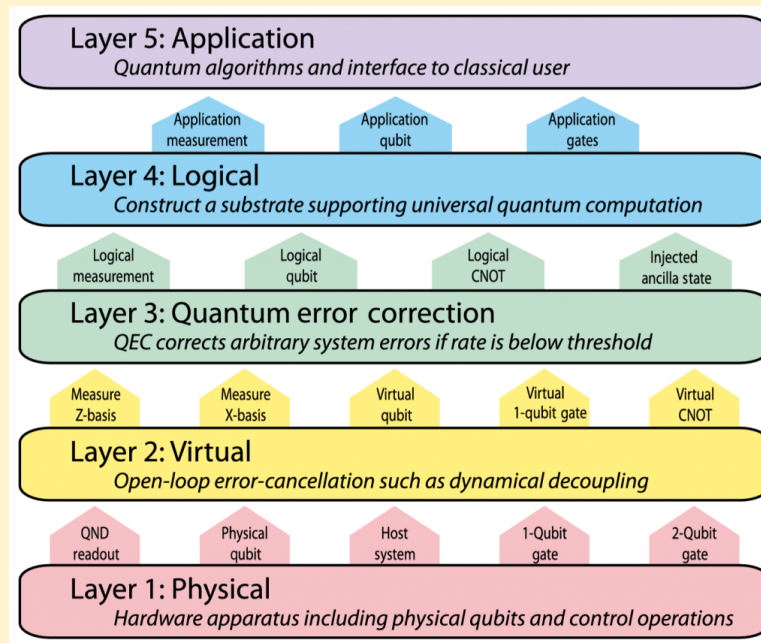 Layer 5: Application
Quantum algorithms and interface to classical user
Application
measurement
Application
qubit
Application
gates
Layer 4: Logical
Construct a substrate supporting universal quantum computation
Logical
measurement
Logical
qubit
Logical
CNOT
Injected
ancilla state
Layer 3: Quantum error correction
QEC corrects arbitrary system errors if rate is below threshold
Measure
Z-basis
Measure
X-basis
Virtual
qubit
Virtual
1-qubit gate
Virtual
CNOT
Layer 2: Virtual
Open-loop error-cancellation such as dynamical decoupling
QND
readout
Physical
qubit
Host
system
1-Qubit
gate
2-Qubit
gate
Layer 1: Physical
Hardware apparatus including physical qubits and control operations